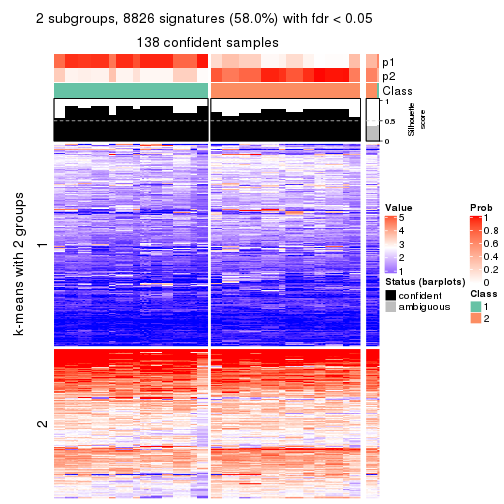 2 subgroups, 8826 signatures (58.0%) with fdr < 0.05
138 confident samples
p1
p2
Class
1
0.5
0
Silhouette
score
k-means with 2 groups
1
2
Value
5
4
3
2
1
Status (barplots)
confident
ambiguous
Prob
1
0.8
0.6
0.4
0.2
0
Class
1
2